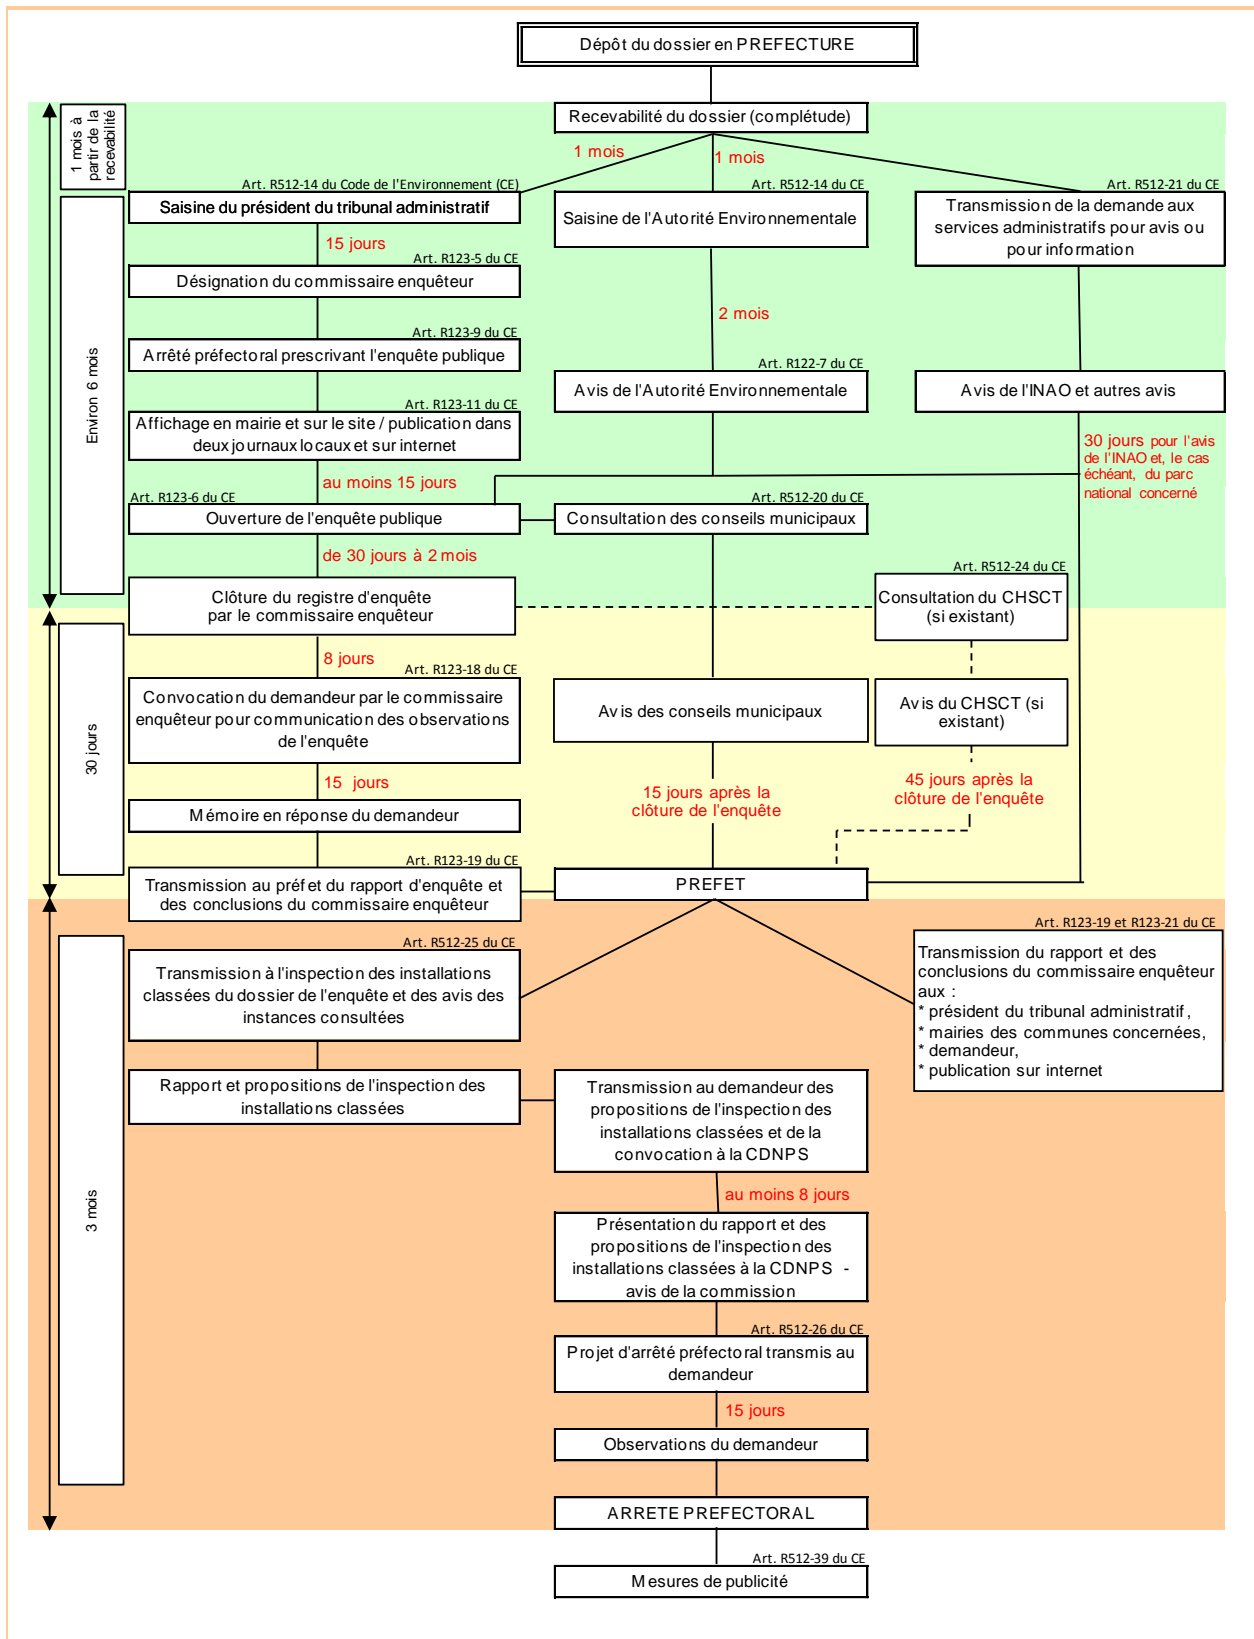 Dépôt du dossier en PREFECTURE
Recevabilité du dossier (complétude)
1 mois à
partir de la
recevabilité
1 mois
1 mois
Art. R512-14 du Code de l'Environnement (CE)
Saisine du président du tribunal administratif
Art. R512-14 du CE
Saisine de l'Autorité Environnementale
Art. R512-21 du CE
Transmission de la demande aux
services administratifs pour avis ou
pour information
Environ 6 mois
15 jours
Art. R123-5 du CE
Désignation du commissaire enquêteur
2 mois
Art. R123-9 du CE
Arrêté préfectoral prescrivant l'enquête publique
Art. R122-7 du CE
Avis de l'Autorité Environnementale
Avis de l'INAO et autres avis
Art. R123-11 du CE
Affichage en mairie et sur le site / publication dans
deux journaux locaux et sur internet
30 jours pour l'avis
de l'INAO et, le cas
échéant, du parc
national concerné
au moins 15 jours
Art. R123-6 du CE
Ouverture de l'enquête publique
Art. R512-20 du CE
Consultation des conseils municipaux
de 30 jours à 2 mois
Clôture du registre d'enquête
par le commissaire enquêteur
Art. R512-24 du CE
Consultation du CHSCT
(si existant)
30 jours
8 jours
Art. R123-18 du CE
Convocation du demandeur par le commissaire
enquêteur pour communication des observations
de l'enquête
Avis des conseils municipaux
Avis du CHSCT (si
existant)
15 jours
15 jours après la
clôture de l'enquête
45 jours après la
clôture de l'enquête
Mémoire en réponse du demandeur
Art. R123-19 du CE
Transmission au préfet du rapport d'enquête et
des conclusions du commissaire enquêteur
PREFET
3 mois
Art. R512-25 du CE
Transmission à l'inspection des installations
classées du dossier de l'enquête et des avis des
instances consultées
Art. R123-19 et R123-21 du CE
Transmission du rapport et des
conclusions du commissaire enquêteur
aux :
* président du tribunal administratif,
* mairies des communes concernées,
* demandeur,
* publication sur internet
Rapport et propositions de l'inspection des
installations classées
Transmission au demandeur des
propositions de l'inspection des
installations classées et de la
convocation à la CDNPS
au moins 8 jours
Présentation du rapport et des
propositions de l'inspection des
installations classées à la CDNPS -
avis de la commission
Art. R512-26 du CE
Projet d'arrêté préfectoral transmis au
demandeur
15 jours
Observations du demandeur
ARRETE PREFECTORAL
Art. R512-39 du CE
Mesures de publicité